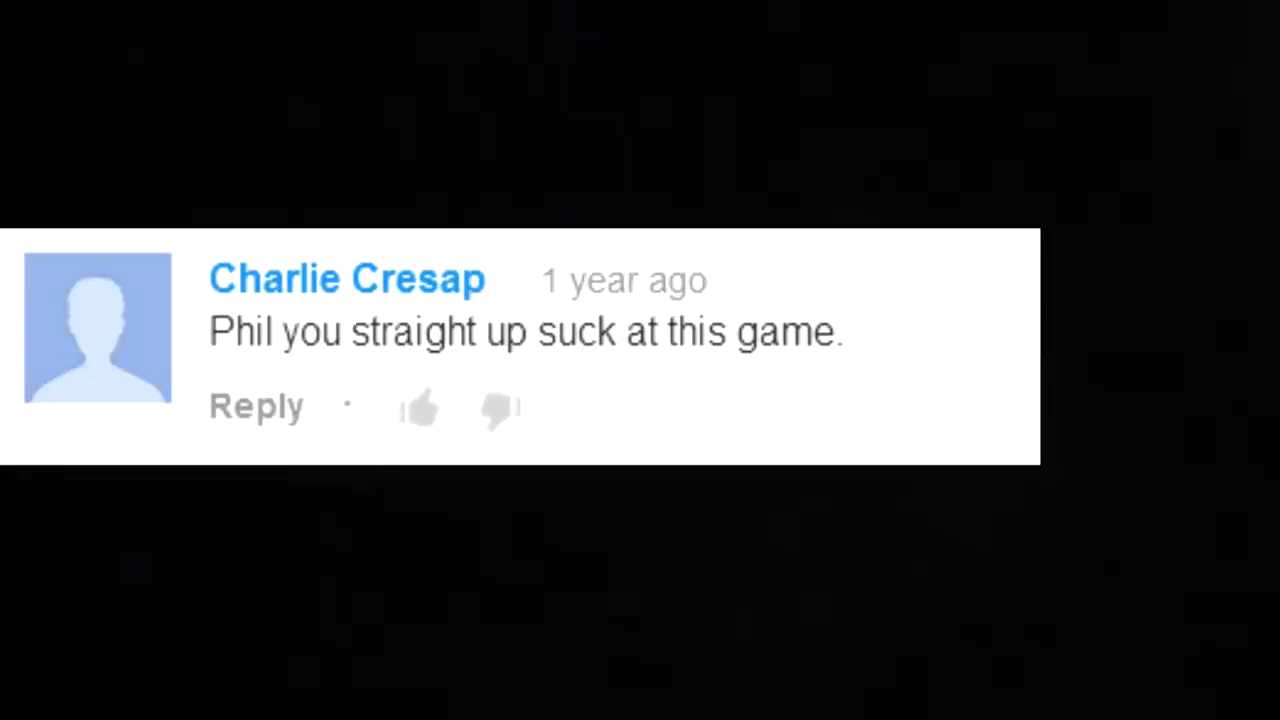 Charlie Cresap 1 year ago
Phil you straight up suck at this game.
Reply ·